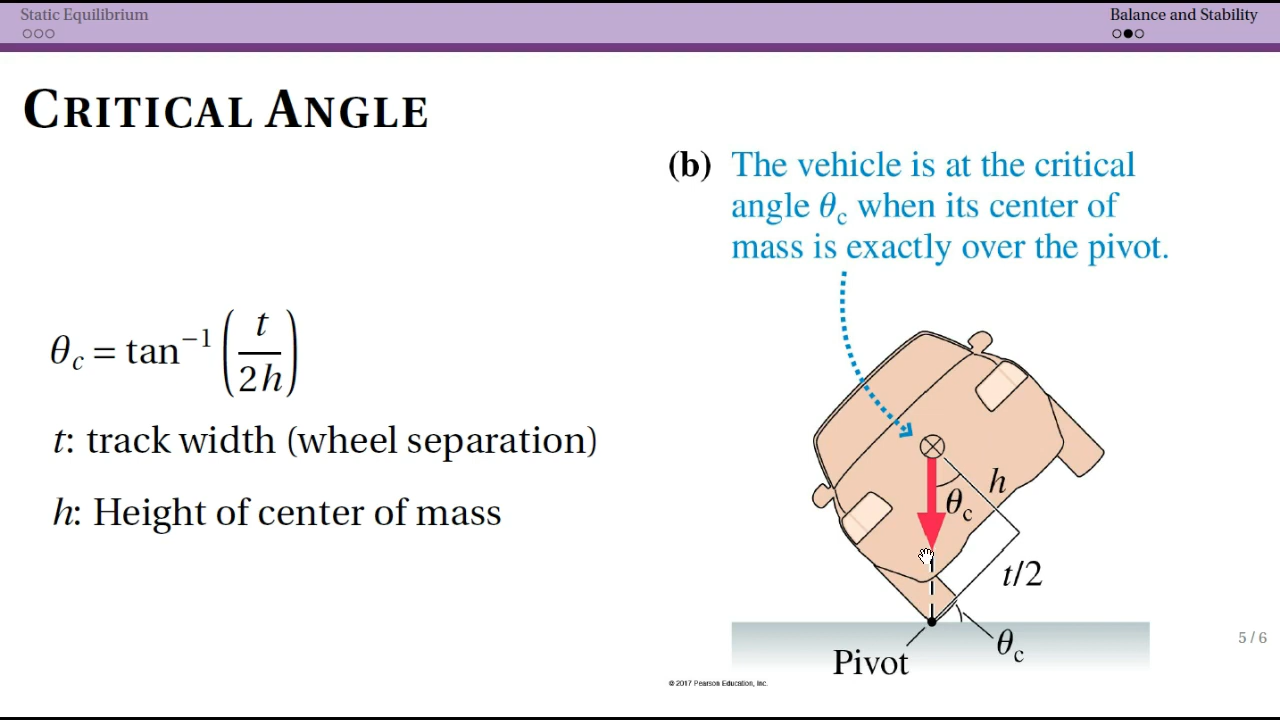 Static Equilibrium
Balance and Stability
CRITICAL ANGLE
(b) The vehicle is at the critical
angle θc when its center of
mass is exactly over the pivot.
θc = tan⁻¹ (t/2h)
t: track width (wheel separation)
h: Height of center of mass
h
θc
t/2
θc
Pivot
5 / 6
© 2017 Pearson Education, Inc.